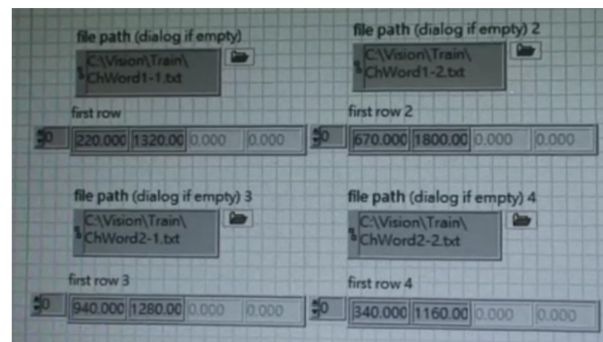 file path (dialog if empty)
C:\Vision\Train\
ChWord1-1.txt
first row
0 220.000 1320.00 0.000 0.000
file path (dialog if empty) 2
C:\Vision\Train\
ChWord1-2.txt
first row 2
0 670.000 1800.00 0.000 0.000
file path (dialog if empty) 3
C:\Vision\Train\
ChWord2-1.txt
first row 3
0 940.000 1280.00 0.000 0.000
file path (dialog if empty) 4
C:\Vision\Train\
ChWord2-2.txt
first row 4
0 340.000 1160.00 0.000 0.000